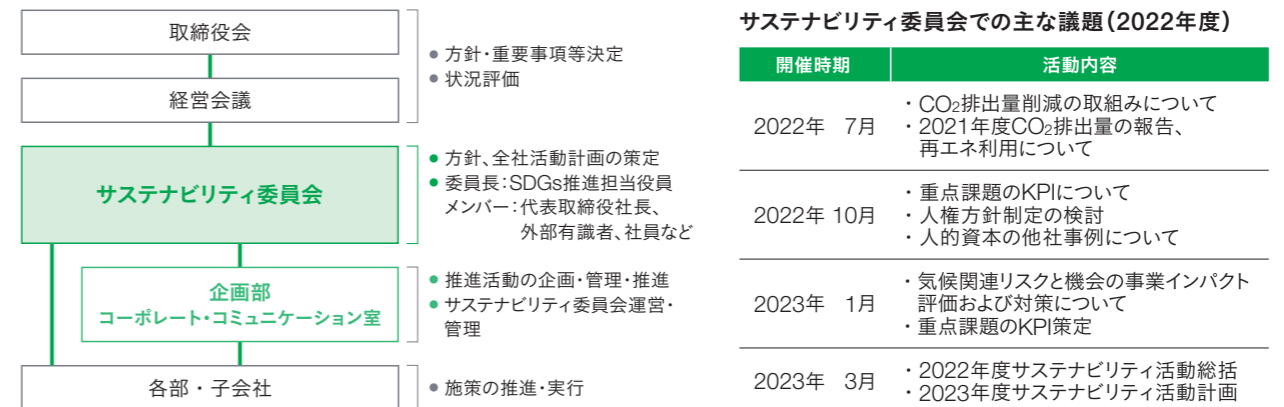 取締役会
経営会議
● 方針・重要事項等決定
● 状況評価
サステナビリティ委員会
● 方針、全社活動計画の策定
● 委員長：SDGs推進担当役員
メンバー：代表取締役社長、
外部有識者、社員など
企画部
コーポレート・コミュニケーション室
● 推進活動の企画・管理・推進
● サステナビリティ委員会運営・
管理
各部・子会社
● 施策の推進・実行
サステナビリティ委員会での主な議題（2022年度）
開催時期 活動内容
2022年 7月
・CO₂排出量削減の取組みについて
・2021年度CO₂排出量の報告、
再エネ利用について
2022年 10月
・重点課題のKPIについて
・人権方針制定の検討
・人的資本の他社事例について
2023年 1月
・気候関連リスクと機会の事業インパクト
評価および対策について
・重点課題のKPI策定
2023年 3月
・2022年度サステナビリティ活動総括
・2023年度サステナビリティ活動計画